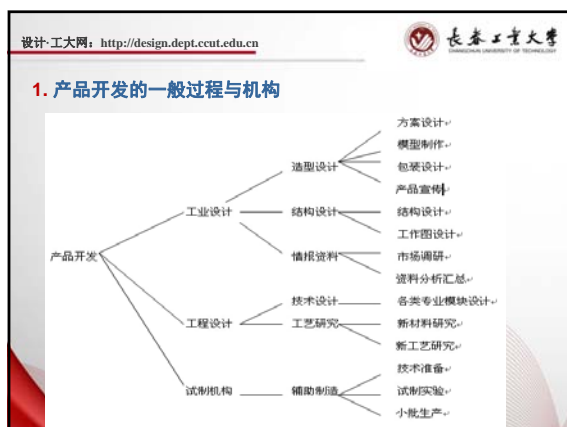 设计·工大网：http://design.dept.ccut.edu.cn
长春工业大学
CHANGCHUN UNIVERSITY OF TECHNOLOGY
1. 产品开发的一般过程与机构
方案设计
模型制作
造型设计
包装设计
产品宣传
工业设计
结构设计
结构设计
工作图设计
产品开发
情报资料
市场调研
资料分析汇总
技术设计
各类专业模块设计
工程设计
工艺研究
新材料研究
新工艺研究
技术准备
试制机构
辅助制造
试制实验
小批生产